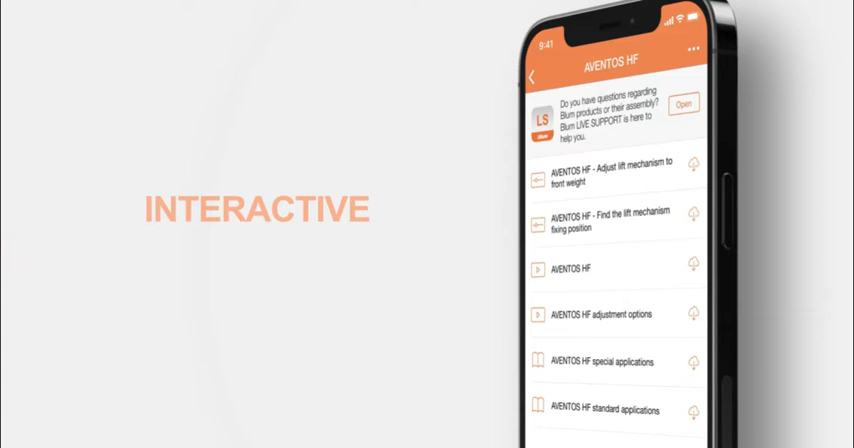 INTERACTIVE
9:41
AVENTOS HF
LS
Blum
Do you have questions regarding
Blum products or their assembly?
Blum LIVE SUPPORT is here to
help you.
Open
AVENTOS HF - Adjust lift mechanism to
front weight
AVENTOS HF - Find the lift mechanism
fixing position
AVENTOS HF
AVENTOS HF adjustment options
AVENTOS HF special applications
AVENTOS HF standard applications